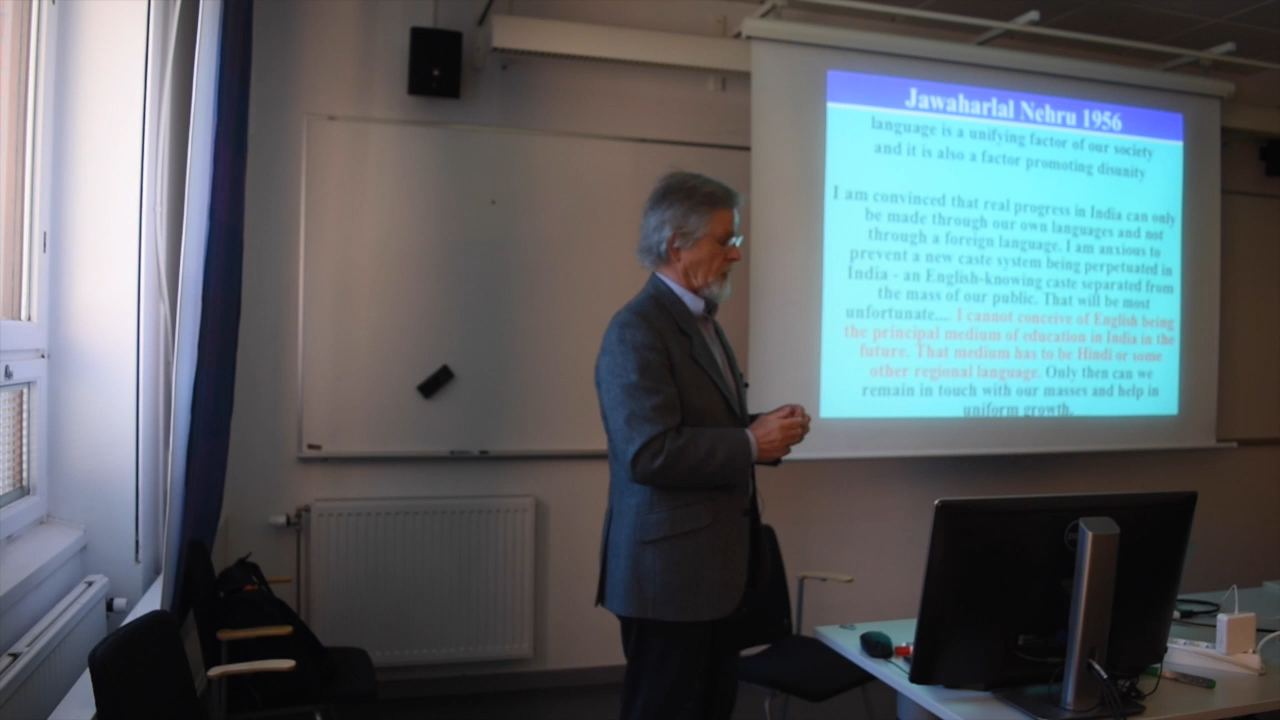 Jawaharlal Nehru 1956
language is a unifying factor of our society
and it is also a factor promoting disunity
I am convinced that real progress in India can only
be made through our own languages and not
through a foreign language. I am anxious to
prevent a new caste system being perpetuated in
India - an English-knowing caste separated from
the mass of our public. That will be most
unfortunate.... I cannot conceive of English being
the principal medium of education in India in the
future. That medium has to be Hindi or some
other regional language. Only then can we
remain in touch with our masses and help in
uniform growth.